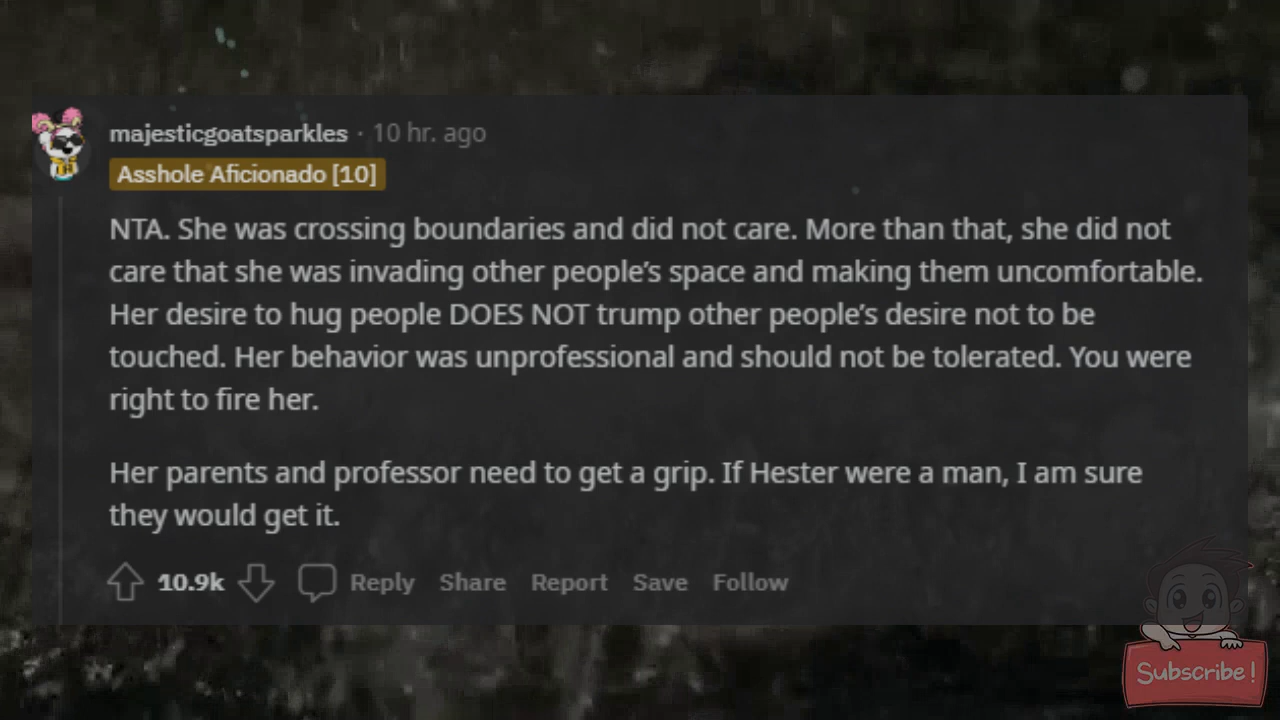 majesticgoatsparkles · 10 hr. ago
Asshole Aficionado [10]
NTA. She was crossing boundaries and did not care. More than that, she did not
care that she was invading other people’s space and making them uncomfortable.
Her desire to hug people DOES NOT trump other people’s desire not to be
touched. Her behavior was unprofessional and should not be tolerated. You were
right to fire her.
Her parents and professor need to get a grip. If Hester were a man, I am sure
they would get it.
10.9k Reply Share Report Save Follow
Subscribe!